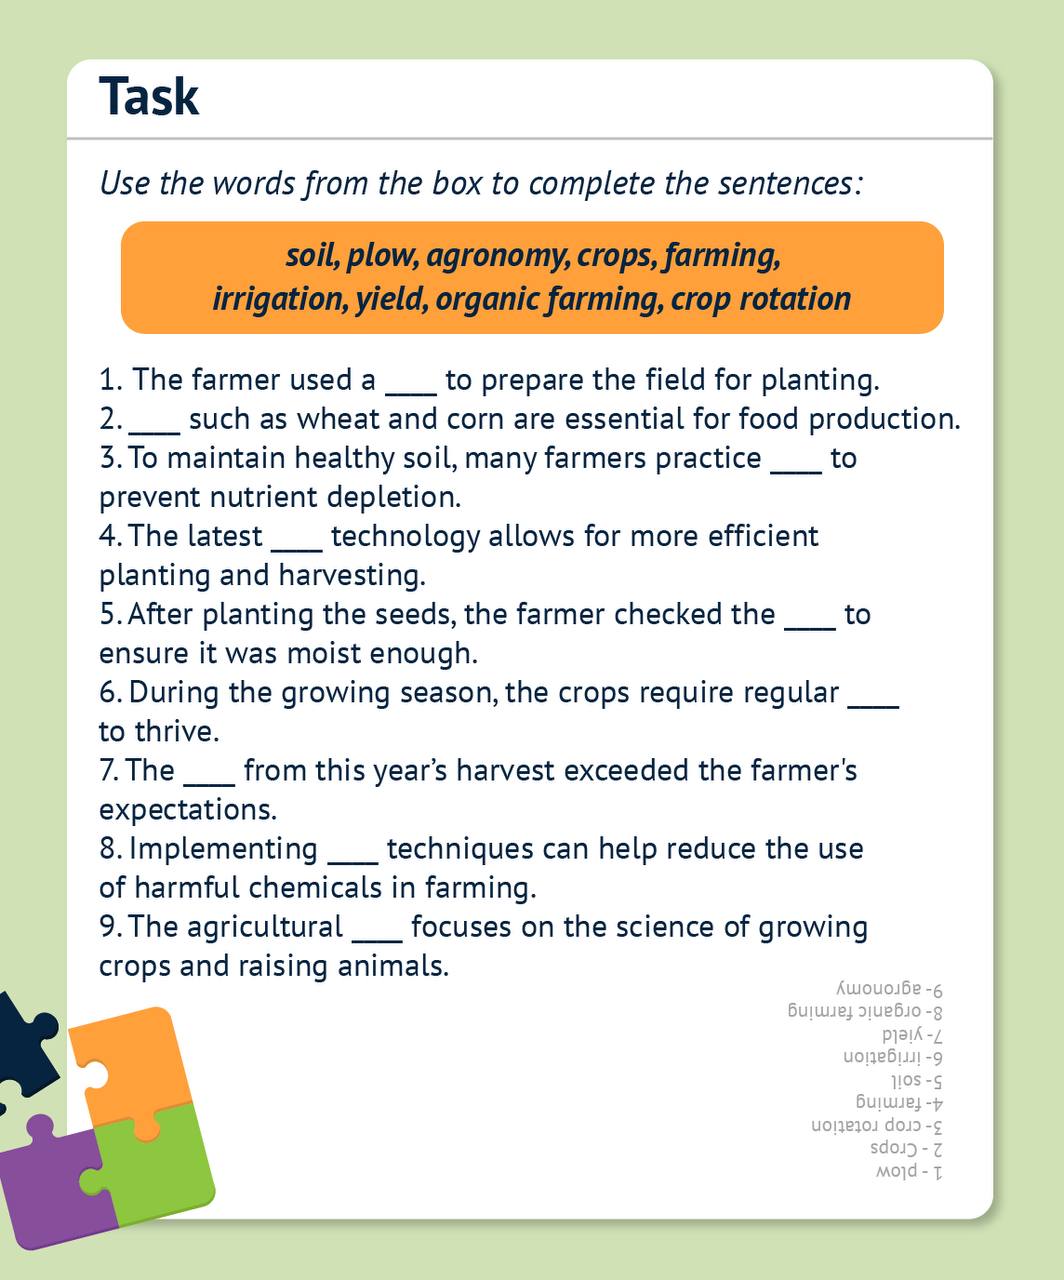 Task
Use the words from the box to complete the sentences:
soil, plow, agronomy, crops, farming,
irrigation, yield, organic farming, crop rotation
1. The farmer used a ____ to prepare the field for planting.
2. ____ such as wheat and corn are essential for food production.
3. To maintain healthy soil, many farmers practice ____ to
prevent nutrient depletion.
4. The latest ____ technology allows for more efficient
planting and harvesting.
5. After planting the seeds, the farmer checked the ____ to
ensure it was moist enough.
6. During the growing season, the crops require regular ____
to thrive.
7. The ____ from this year’s harvest exceeded the farmer's
expectations.
8. Implementing ____ techniques can help reduce the use
of harmful chemicals in farming.
9. The agricultural ____ focuses on the science of growing
crops and raising animals.
1 - plow
2 - Crops
3- crop rotation
4- farming
5- soil
6- irrigation
7- yield
8- organic farming
9- agronomy